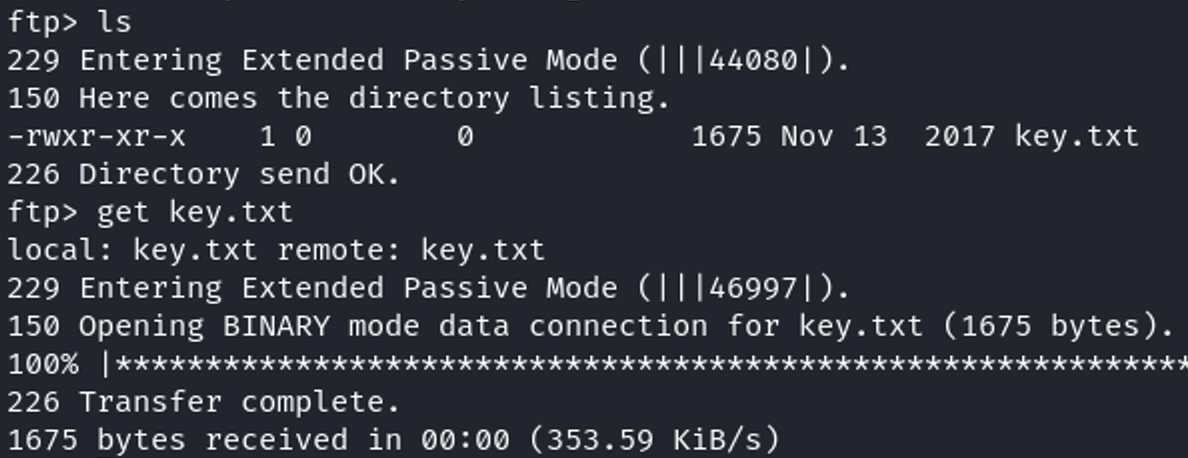 ftp> ls
229 Entering Extended Passive Mode (|||44080|).
150 Here comes the directory listing.
-rwxr-xr-x    1 0        0            1675 Nov 13  2017 key.txt
226 Directory send OK.
ftp> get key.txt
local: key.txt remote: key.txt
229 Entering Extended Passive Mode (|||46997|).
150 Opening BINARY mode data connection for key.txt (1675 bytes).
100% |************************************************************
226 Transfer complete.
1675 bytes received in 00:00 (353.59 KiB/s)